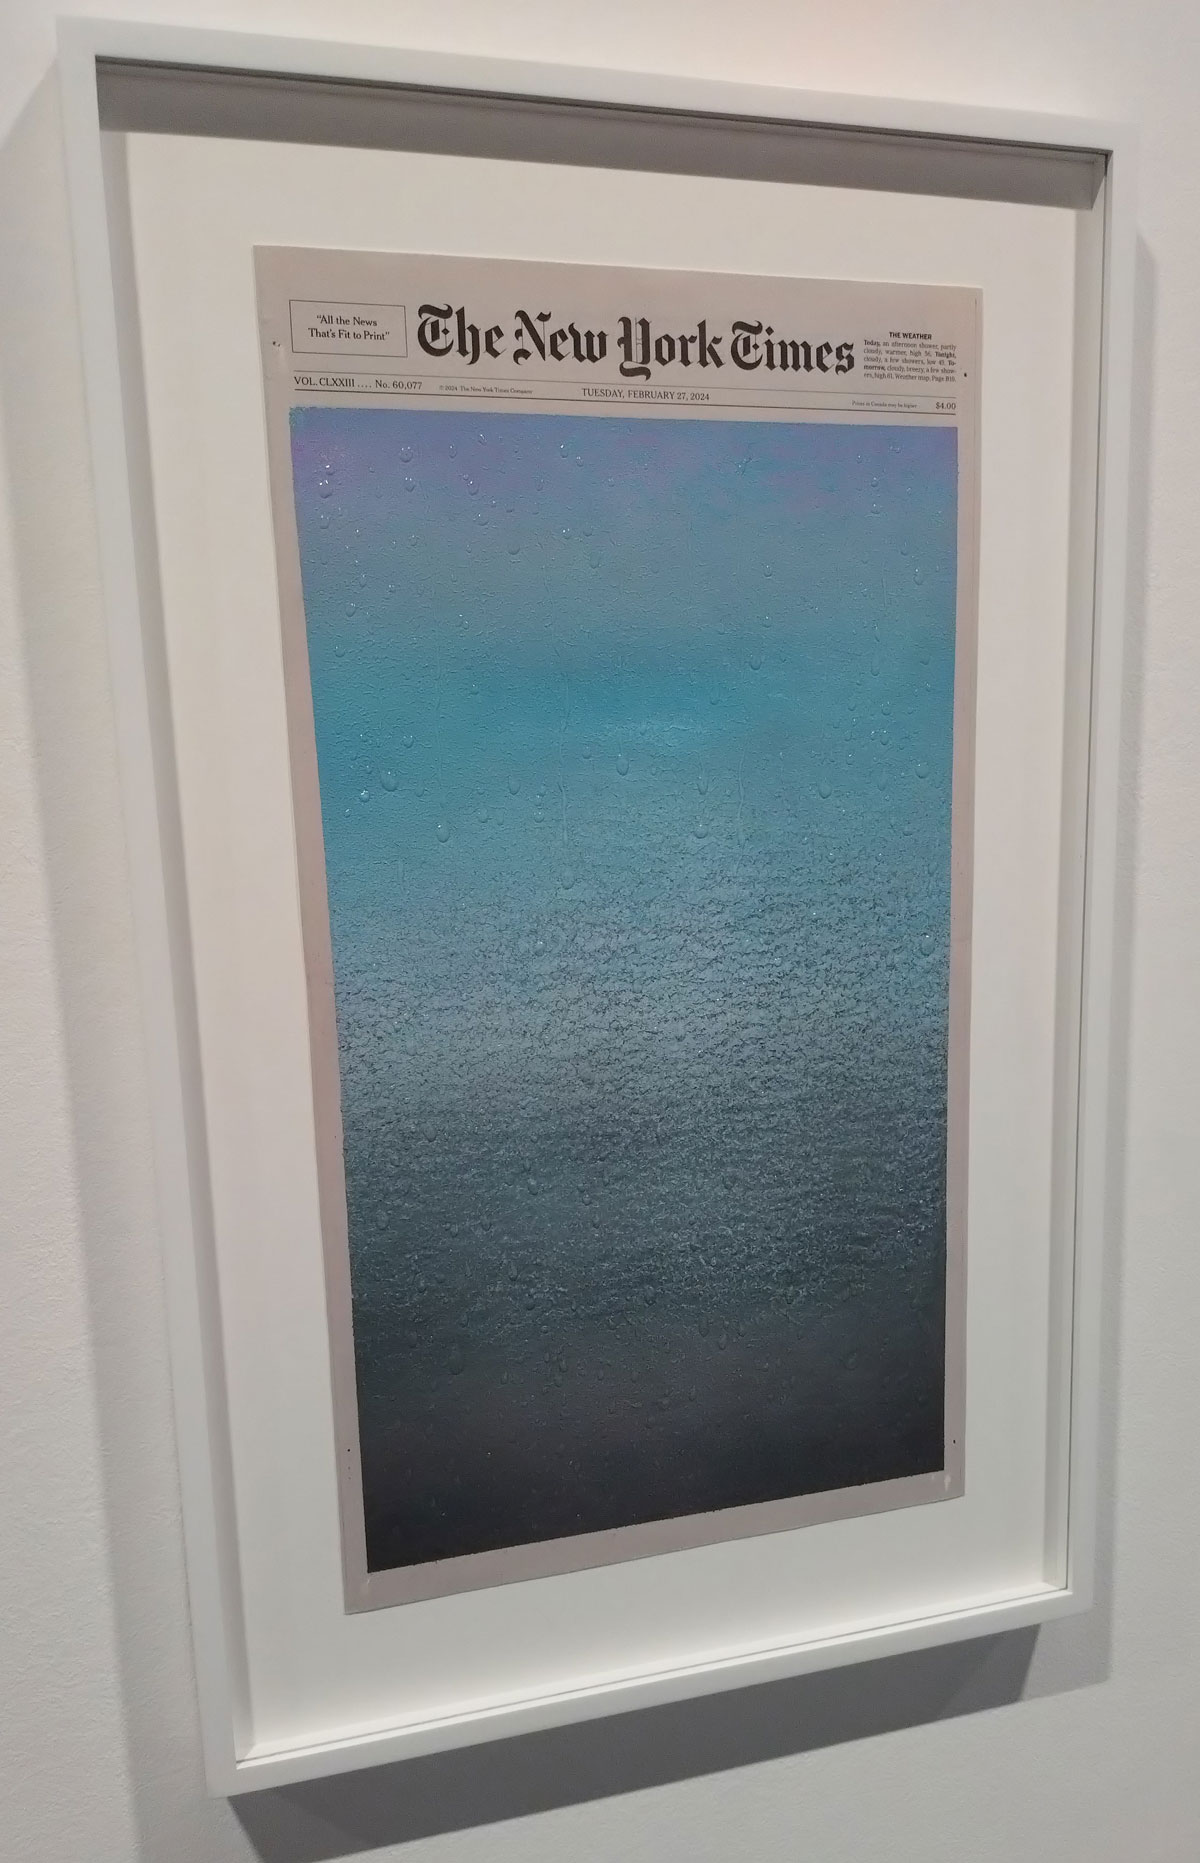 "All the News
That's Fit to Print"
The New York Times
THE WEATHER
Today, an afternoon shower, partly
cloudy, warmer, high 56. Tonight,
cloudy, a few showers, low 45. To-
morrow, cloudy, breezy, a few show-
ers, high 61. Weather map, Page B10.
VOL. CLXXIII .... No. 60,077
© 2024 The New York Times Company
TUESDAY, FEBRUARY 27, 2024
Prices in Canada may be higher
$4.00